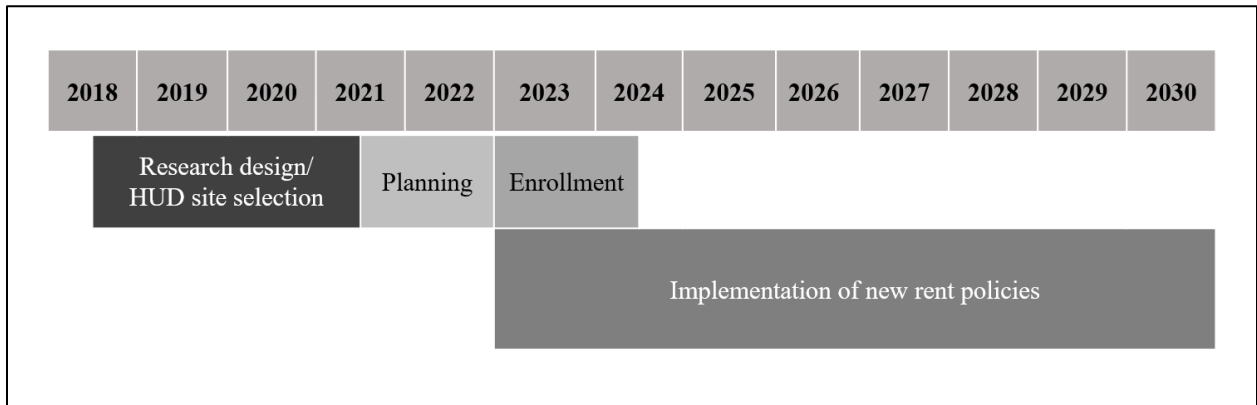 2018 2019 2020 2021 2022 2023 2024 2025 2026 2027 2028 2029 2030
Research design/
HUD site selection
Planning
Enrollment
Implementation of new rent policies